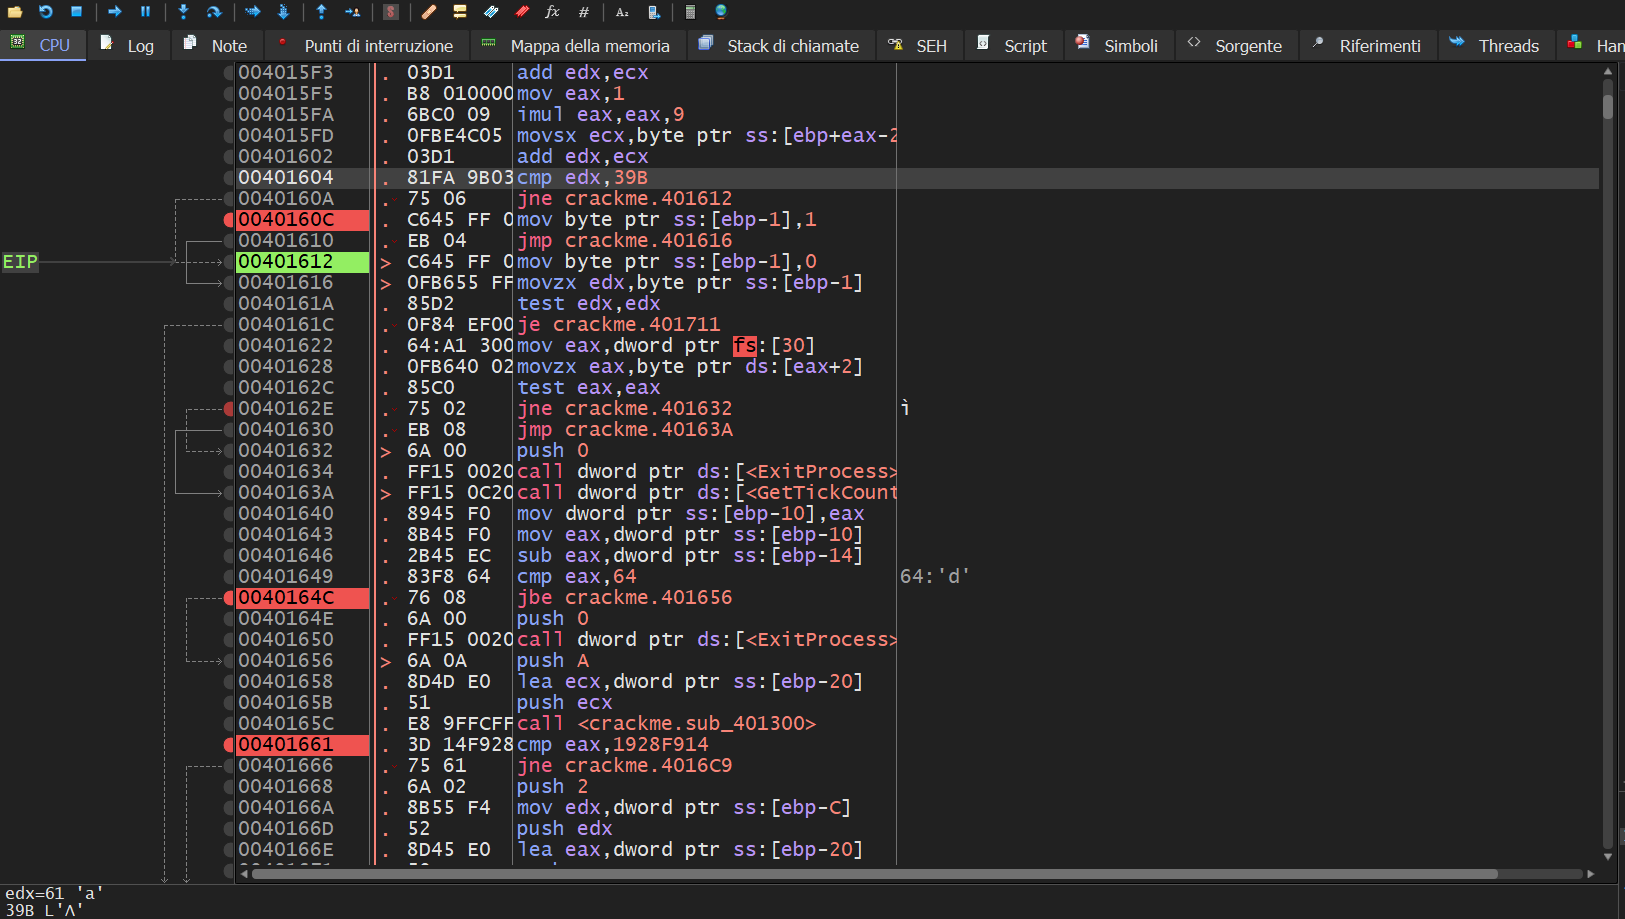 fx # A₂
CPU Log Note Punti di interruzione Mappa della memoria Stack di chiamate SEH Script Simboli Sorgente Riferimenti Threads Han
004015F3 . 03D1 add edx,ecx
004015F5 . B8 010000 mov eax,1
004015FA . 6BC0 09 imul eax,eax,9
004015FD . 0FBE4C05 movsx ecx,byte ptr ss:[ebp+eax-2
00401602 . 03D1 add edx,ecx
00401604 . 81FA 9B03 cmp edx,39B
0040160A . 75 06 jne crackme.401612
0040160C . C645 FF 0 mov byte ptr ss:[ebp-1],1
00401610 . EB 04 jmp crackme.401616
EIP 00401612 > C645 FF 0 mov byte ptr ss:[ebp-1],0
00401616 > 0FB655 FF movzx edx,byte ptr ss:[ebp-1]
0040161A . 85D2 test edx,edx
0040161C . 0F84 EF00 je crackme.401711
00401622 . 64:A1 300 mov eax,dword ptr fs:[30]
00401628 . 0FB640 02 movzx eax,byte ptr ds:[eax+2]
0040162C . 85C0 test eax,eax
0040162E . 75 02 jne crackme.401632 ì
00401630 . EB 08 jmp crackme.40163A
00401632 > 6A 00 push 0
00401634 . FF15 0020 call dword ptr ds:[<ExitProcess>
0040163A > FF15 0C20 call dword ptr ds:[<GetTickCount
00401640 . 8945 F0 mov dword ptr ss:[ebp-10],eax
00401643 . 8B45 F0 mov eax,dword ptr ss:[ebp-10]
00401646 . 2B45 EC sub eax,dword ptr ss:[ebp-14]
00401649 . 83F8 64 cmp eax,64 64:'d'
0040164C . 76 08 jbe crackme.401656
0040164E . 6A 00 push 0
00401650 . FF15 0020 call dword ptr ds:[<ExitProcess>
00401656 > 6A 0A push A
00401658 . 8D4D E0 lea ecx,dword ptr ss:[ebp-20]
0040165B . 51 push ecx
0040165C . E8 9FFCFF call <crackme.sub_401300>
00401661 . 3D 14F928 cmp eax,1928F914
00401666 . 75 61 jne crackme.4016C9
00401668 . 6A 02 push 2
0040166A . 8B55 F4 mov edx,dword ptr ss:[ebp-C]
0040166D . 52 push edx
0040166E . 8D45 E0 lea eax,dword ptr ss:[ebp-20]
edx=61 'a'
39B L'Λ'